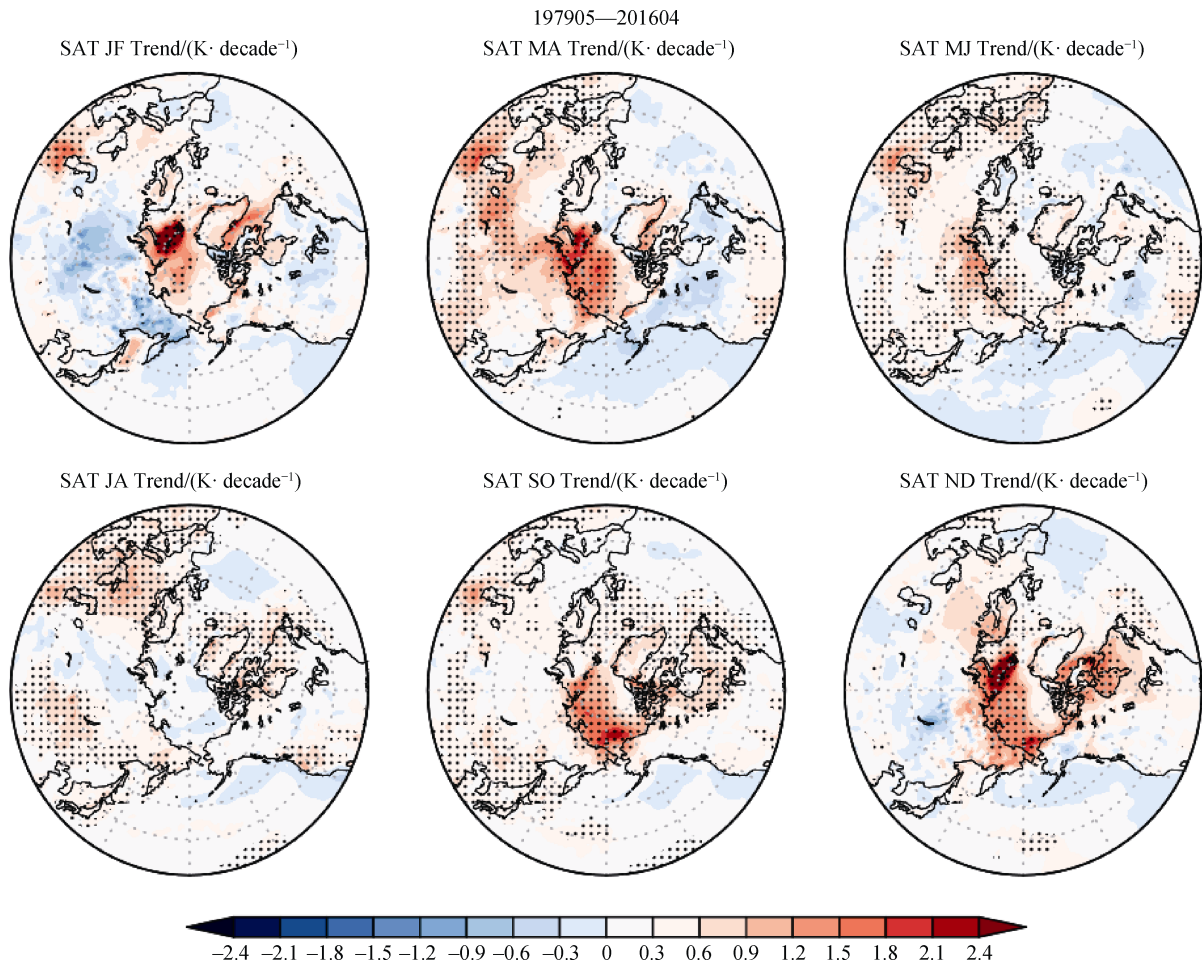 197905—201604
SAT JF Trend/(K· decade⁻¹) SAT MA Trend/(K· decade⁻¹) SAT MJ Trend/(K· decade⁻¹)
SAT JA Trend/(K· decade⁻¹) SAT SO Trend/(K· decade⁻¹) SAT ND Trend/(K· decade⁻¹)
−2.4 −2.1 −1.8 −1.5 −1.2 −0.9 −0.6 −0.3 0 0.3 0.6 0.9 1.2 1.5 1.8 2.1 2.4